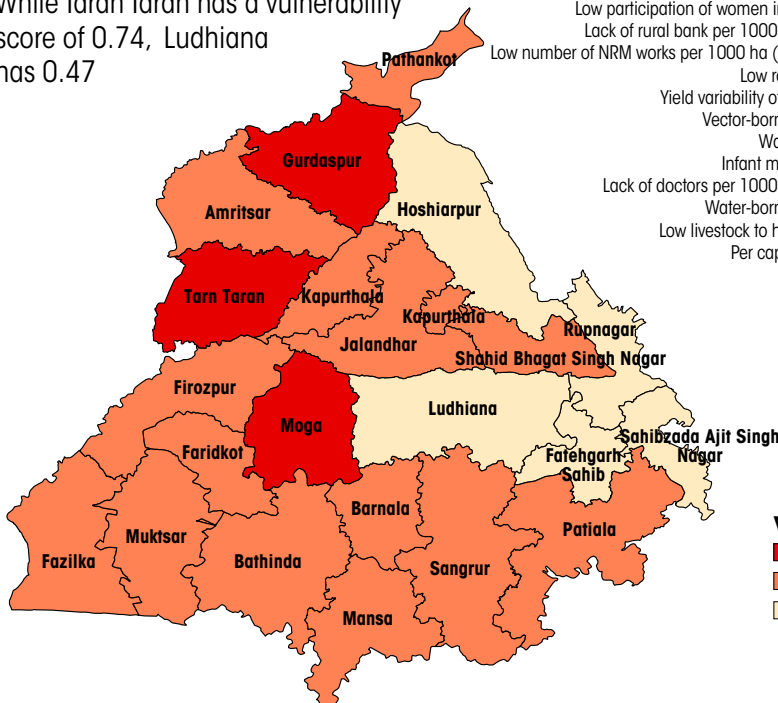 While Taran Taran has a vulnerability
score of 0.74, Ludhiana
has 0.47
Low participation of women i
Lack of rural bank per 1000
Low number of NRM works per 1000 ha (
Low r
Yield variability of
Vector-born
Wo
Infant m
Lack of doctors per 1000
Water-born
Low livestock to h
Per cap
Pathankot
Gurdaspur
Amritsar
Hoshiarpur
Tarn Taran
Kapurthala
Kapurthala
Rupnagar
Jalandhar
Shahid Bhagat Singh Nagar
Firozpur
Ludhiana
Moga
Faridkot
Sahibzada Ajit Singh
Nagar
Fatehgarh
Sahib
Barnala
Patiala
Muktsar
Fazilka
Bathinda
Sangrur
Mansa